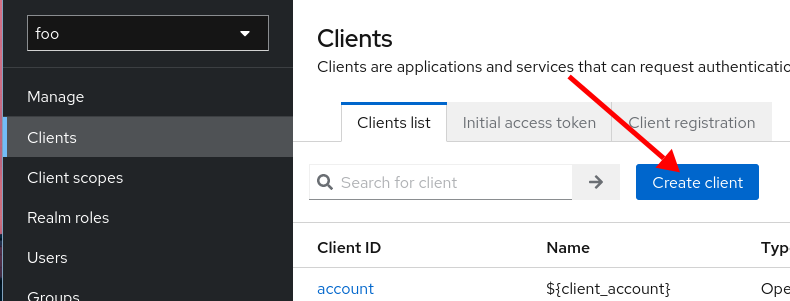 foo
Manage
Clients
Client scopes
Realm roles
Users
Groups
Clients
Clients are applications and services that can request authenticatio
Clients list
Initial access token
Client registration
Search for client
Create client
Client ID Name Typ
account ${client_account} Ope